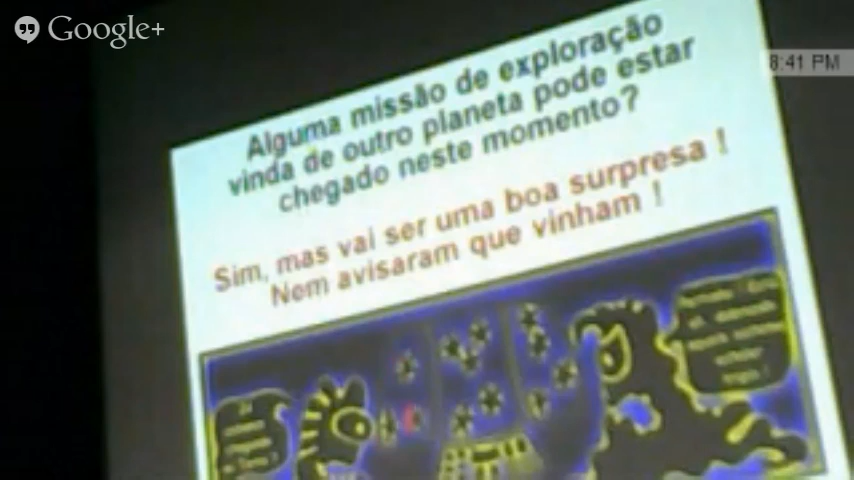 Google+
8:41 PM
Alguma missão de exploração
vinda de outro planeta pode estar
chegado neste momento?
Sim, mas vai ser uma boa surpresa !
Nem avisaram que vinham !